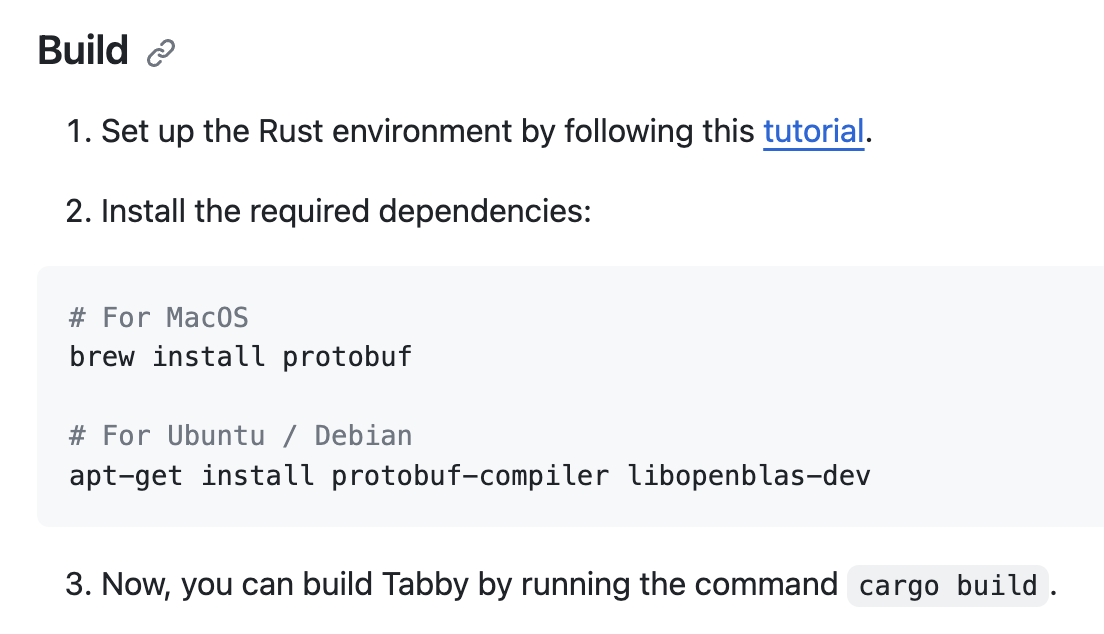 Build
1. Set up the Rust environment by following this tutorial.
2. Install the required dependencies:
# For MacOS
brew install protobuf
# For Ubuntu / Debian
apt-get install protobuf-compiler libopenblas-dev
3. Now, you can build Tabby by running the command cargo build.